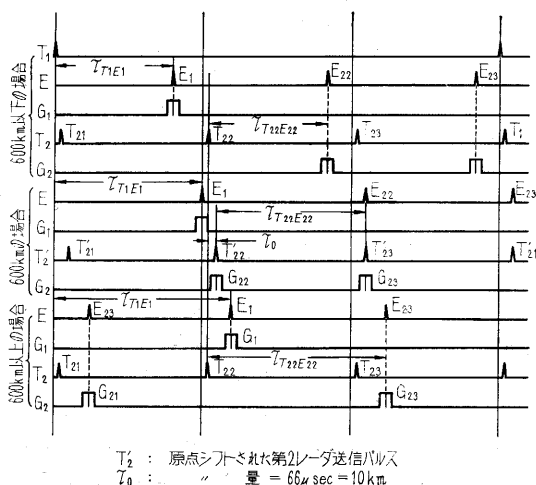 600km以下の場合
T1
τT1E1
E1
E22
E23
E
G1
T2
T21
τT22E22
T22
T23
T1
G2
600kmの場合
τT1E1
E
E1
E22
E23
τT22E22
G1
τ0
T2
T'21
T'22
T'23
T'21
G2
G22
G23
600km以上の場合
τT1E1
E
E23
E1
E23
G1
G1
τT22E22
T2
T21
T22
T23
G2
G21
G23
T'2 : 原点シフトされた第2レーダ送信パルス
τ0 : 〃 量 = 66μsec = 10km